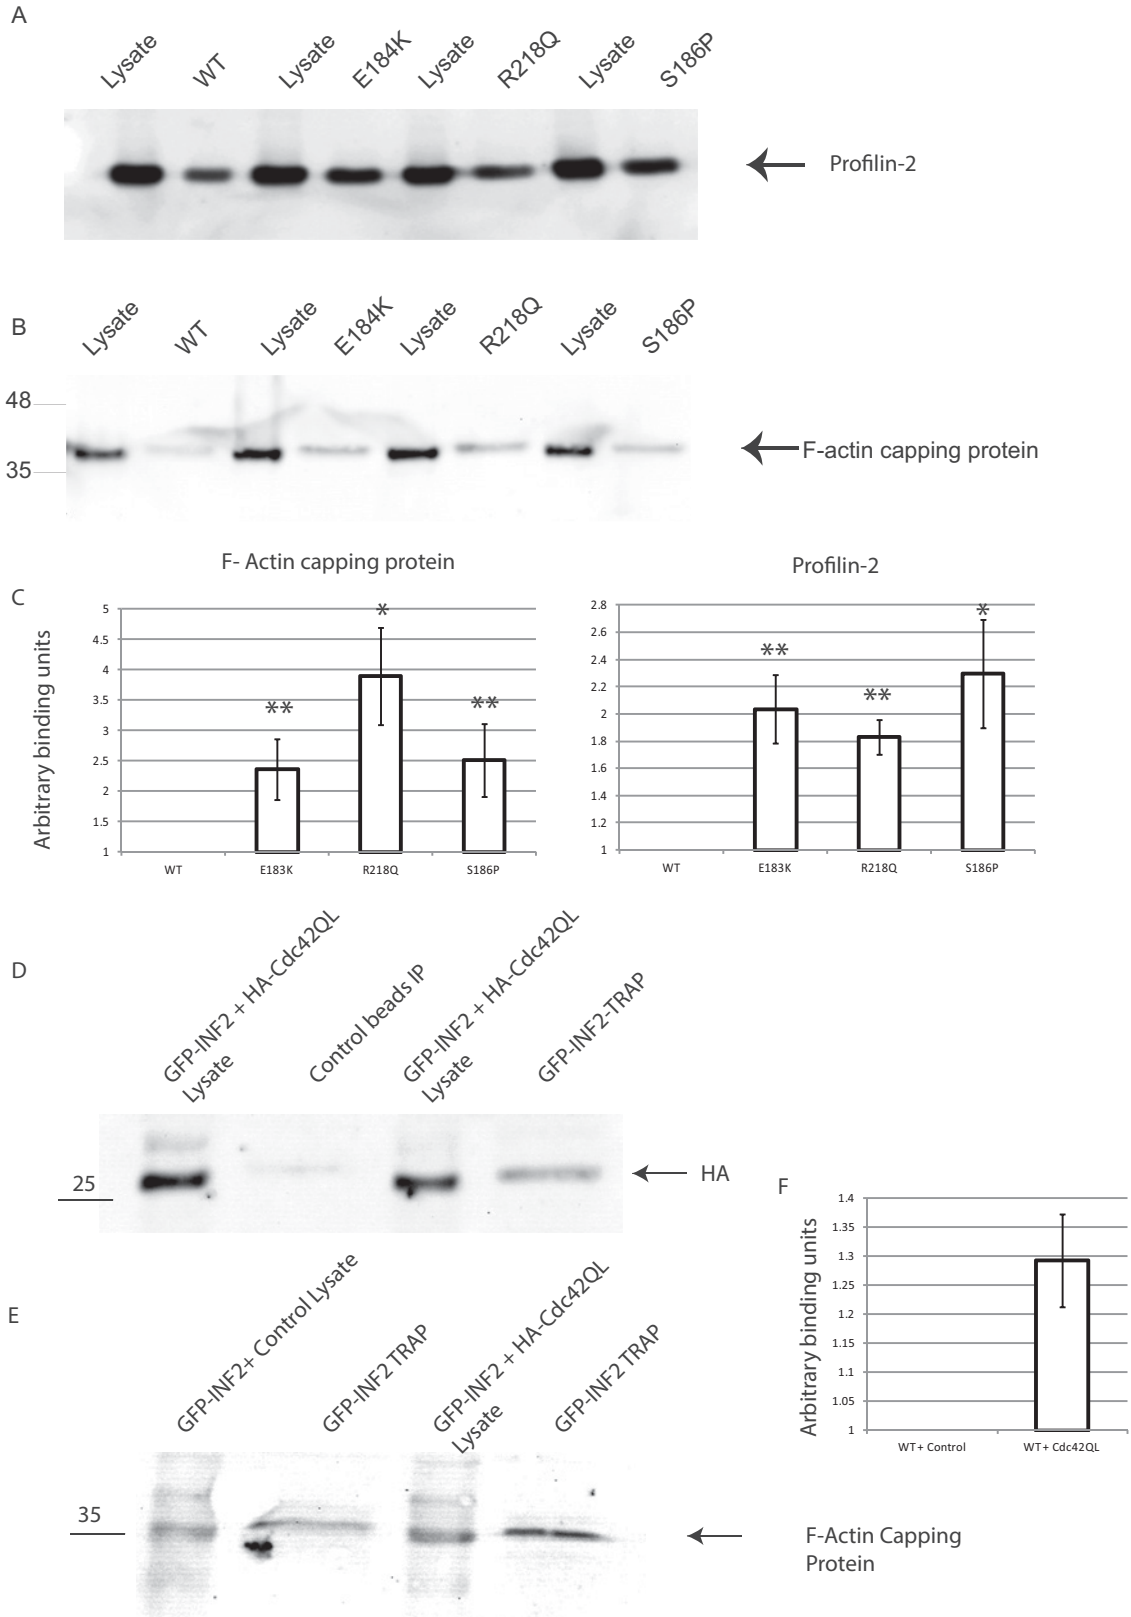 A
Lysate
WT
Lysate
E184K
Lysate
R218Q
Lysate
S186P
Profilin-2
B
Lysate
WT
Lysate
E184K
Lysate
R218Q
Lysate
S186P
48
35
F-actin capping protein
C
F- Actin capping protein
Arbitrary binding units
5
4.5
4
3.5
3
2.5
2
1.5
1
*
**
**
WT
E183K
R218Q
S186P
Profilin-2
2.8
2.6
2.4
2.2
2
1.8
1.6
1.4
1.2
1
**
**
*
WT
E183K
R218Q
S186P
D
GFP-INF2 + HA-Cdc42QL
Lysate
Control beads IP
GFP-INF2 + HA-Cdc42QL
Lysate
GFP-INF2-TRAP
25
HA
E
GFP-INF2+ Control Lysate
GFP-INF2 TRAP
GFP-INF2 + HA-Cdc42QL
Lysate
GFP-INF2 TRAP
35
F-Actin Capping
Protein
F
Arbitrary binding units
1.4
1.35
1.3
1.25
1.2
1.15
1.1
1.05
1
WT+ Control
WT+ Cdc42QL